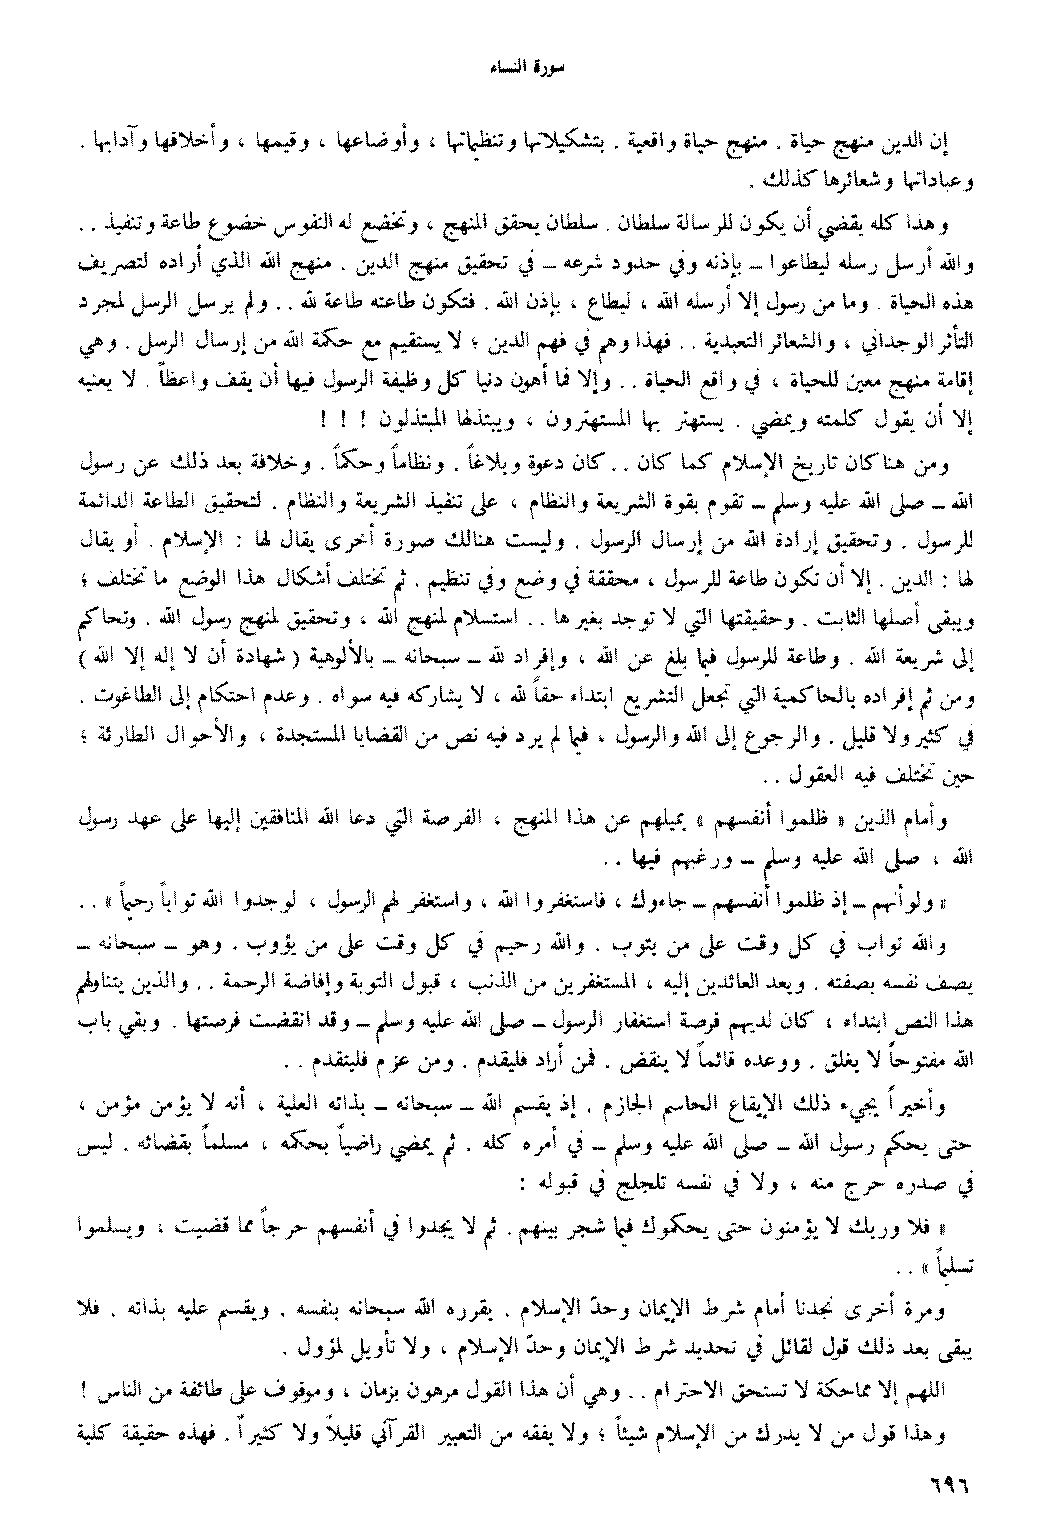 سورة النساء
إن الدين منهج حياة . منهج حياة واقعية . بتشكيلاتها وتنظيماتها ، وأوضاعها ، وقيمها ، وأخلاقها وآدابها .
وعباداتها وشعائرها كذلك .
وهذا كله يقضي أن يكون للرسالة سلطان . سلطان يحقق المنهج ، وتخضع له النفوس خضوع طاعة وتنفيذ . .
والله أرسل رسله ليطاعوا – بإذنه وفي حدود شرعه – في تحقيق منهج الدين . منهج الله الذي أراده لتصريف
هذه الحياة . وما من رسول إلا أرسله الله ، ليطاع ، بإذن الله . فتكون طاعته طاعة لله . . ولم يرسل الرسل لمجرد
التأثر الوجداني ، والشعائر التعبدية . . فهذا وهم في فهم الدين ؛ لا يستقيم مع حكمة الله من إرسال الرسل . وهي
إقامة منهج معين للحياة ، في واقع الحياة . . وإلا فما أهون دنيا كل وظيفة الرسول فيها أن يقف واعظاً . لا يعنيه
إلا أن يقول كلمته ويمضي . يستهتر بها المستهترون ، ويبتذلها المبتذلون ! ! !
ومن هنا كان تاريخ الإسلام كما كان . . كان دعوة وبلاغاً . ونظاماً وحكماً . وخلافة بعد ذلك عن رسول
الله – صلى الله عليه وسلم – تقوم بقوة الشريعة والنظام ، على تنفيذ الشريعة والنظام . لتحقيق الطاعة الدائمة
للرسول . وتحقيق إرادة الله من إرسال الرسول . وليست هنالك صورة أخرى يقال لها : الإسلام . أو يقال
لها : الدين . إلا أن تكون طاعة للرسول ، محققة في وضع وفي تنظيم . ثم تختلف أشكال هذا الوضع ما تختلف ؛
ويبقى أصلها الثابت . وحقيقتها التي لا توجد بغيرها . . استسلام لمنهج الله ، وتحقيق لمنهج رسول الله . وتحاكم
إلى شريعة الله . وطاعة للرسول فيما بلغ عن الله ، وإفراد لله – سبحانه – بالألوهية ( شهادة أن لا إله إلا الله )
ومن ثم إفراده بالحاكمية التي تجعل التشريع ابتداء حقاً لله ، لا يشاركه فيه سواه . وعدم احتكام إلى الطاغوت .
في كثير ولا قليل . والرجوع إلى الله والرسول ، فيما لم يرد فيه نص من القضايا المستجدة ، والأحوال الطارئة ؛
حين تختلف فيه العقول . .
وأمام الذين « ظلموا أنفسهم » بميلهم عن هذا المنهج ، الفرصة التي دعا الله المنافقين إليها على عهد رسول
الله ، صلى الله عليه وسلم – ورغبهم فيها . .
« ولو أنهم – إذ ظلموا أنفسهم – جاءوك ، فاستغفروا الله ، واستغفر لهم الرسول ، لوجدوا الله تواباً رحيماً » . .
والله تواب في كل وقت على من يتوب . والله رحيم في كل وقت على من يؤوب . وهو – سبحانه –
يصف نفسه بصفته . ويعد العائدين إليه ، المستغفرين من الذنب ، قبول التوبة وإفاضة الرحمة . . والذين يتناولهم
هذا النص ابتداء ، كان لديهم فرصة استغفار الرسول – صلى الله عليه وسلم – وقد انقضت فرصتها . وبقي باب
الله مفتوحاً لا يغلق . ووعده قائماً لا ينقض . فمن أراد فليقدم . ومن عزم فليتقدم . .
وأخيراً يجيء ذلك الإيقاع الحاسم الجازم . إذ يقسم الله – سبحانه – بذاته العلية ، أنه لا يؤمن مؤمن ،
حتى يحكم رسول الله – صلى الله عليه وسلم – في أمره كله . ثم يمضي راضياً بحكمه ، مسلماً بقضائه . ليس
في صدره حرج منه ، ولا في نفسه تلجلج في قبوله :
« فلا وربك لا يؤمنون حتى يحكموك فيما شجر بينهم . ثم لا يجدوا في أنفسهم حرجاً مما قضيت ، ويسلموا
تسليماً » . .
ومرة أخرى نجدنا أمام شرط الإيمان وحدّ الإسلام . يقرره الله سبحانه بنفسه . ويقسم عليه بذاته . فلا
يبقى بعد ذلك قول لقائل في تحديد شرط الإيمان وحدّ الإسلام ، ولا تأويل لمؤول .
اللهم إلا مماحكة لا تستحق الاحترام . . وهي أن هذا القول مرهون بزمان ، وموقوف على طائفة من الناس !
وهذا قول من لا يدرك من الإسلام شيئاً ؛ ولا يفقه من التعبير القرآني قليلاً ولا كثيراً . فهذه حقيقة كلية
٦٩٦